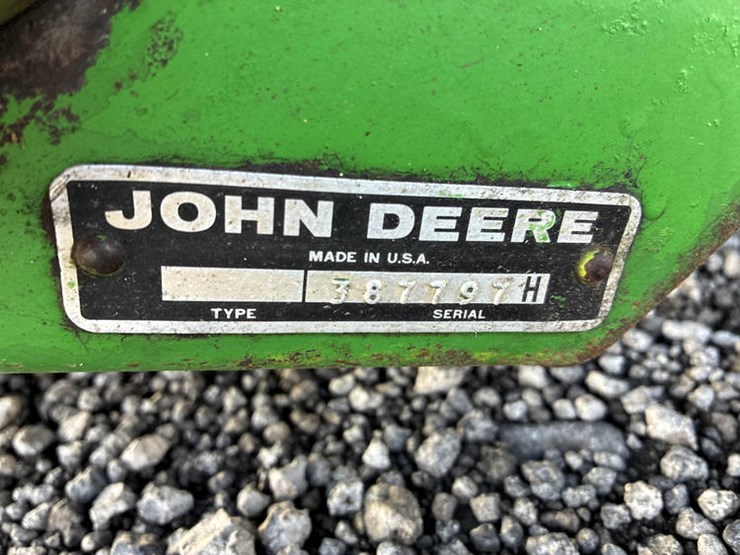 JOHN DEERE
MADE IN U.S.A.
387797H
TYPE SERIAL